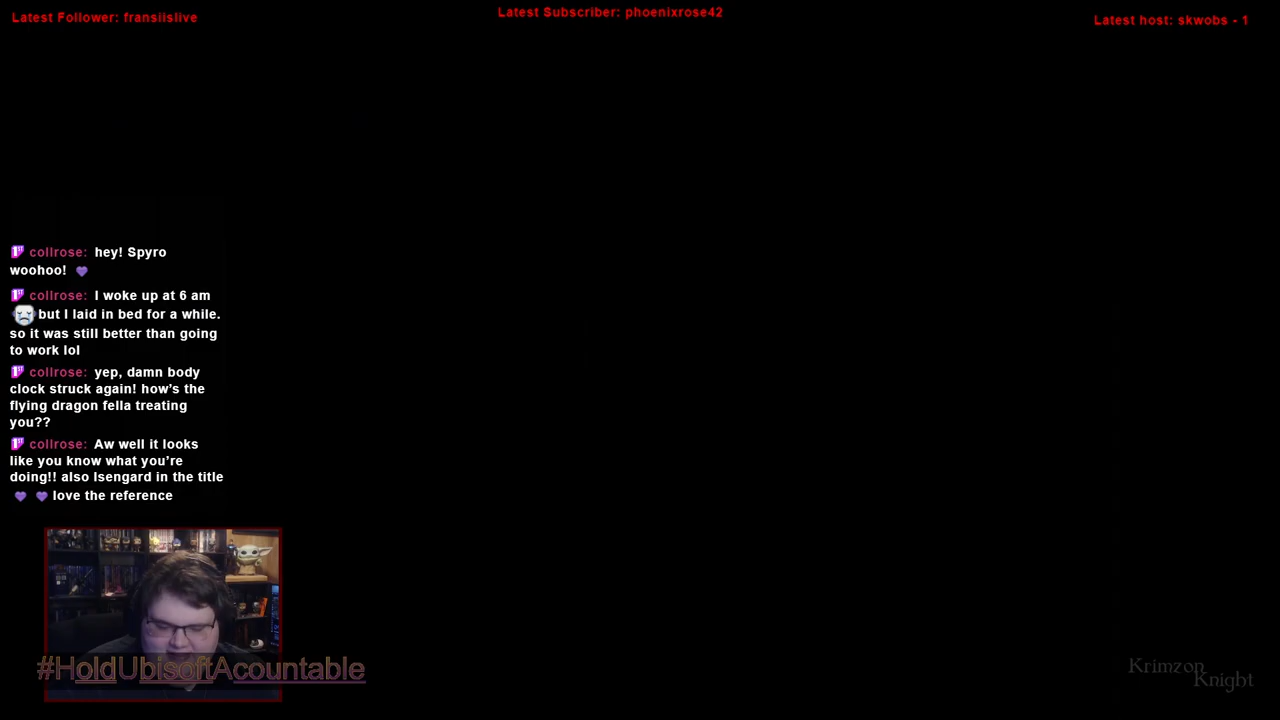 Latest Follower: fransiislive
Latest Subscriber: phoenixrose42
Latest host: skwobs - 1
collrose: hey! Spyro
woohoo!
collrose: I woke up at 6 am
but I laid in bed for a while.
so it was still better than going
to work lol
collrose: yep, damn body
clock struck again! how's the
flying dragon fella treating
you??
collrose: Aw well it looks
like you know what you're
doing!! also Isengard in the title
love the reference
#HoldUbisoftAcountable
Krimzon
Knight